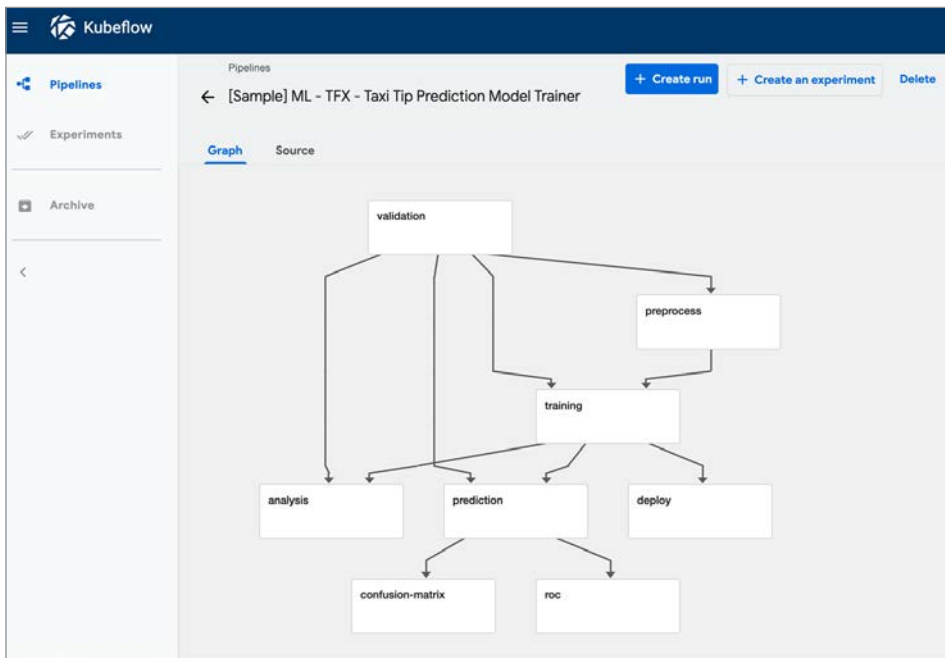 Kubeflow
Pipelines
Experiments
Archive
Pipelines
[Sample] ML - TFX - Taxi Tip Prediction Model Trainer
+ Create run
+ Create an experiment
Delete
Graph
Source
validation
preprocess
training
analysis
prediction
deploy
confusion-matrix
roc